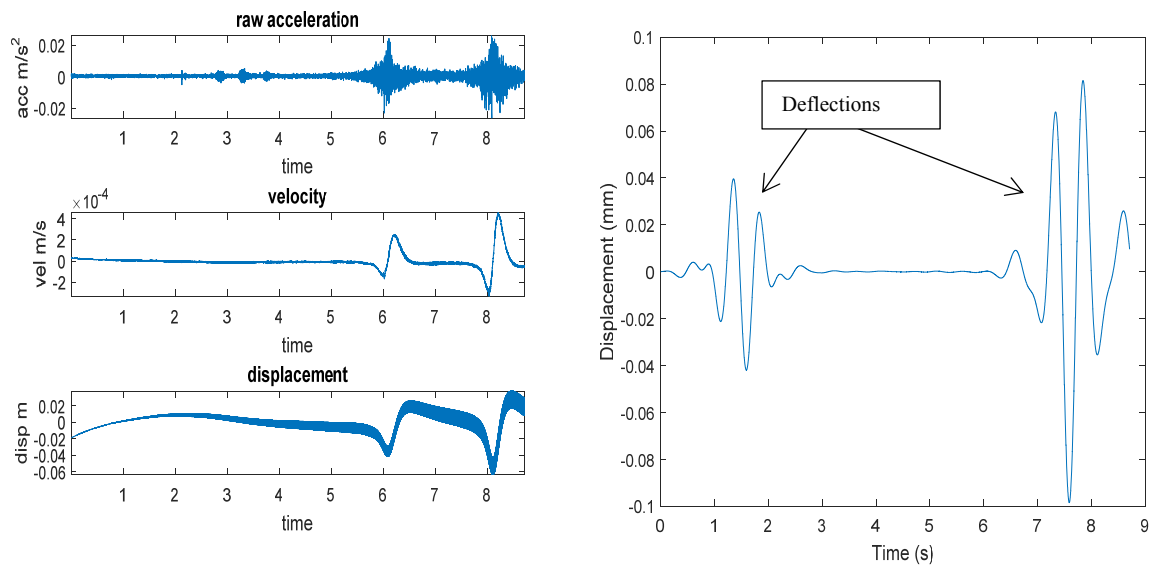 raw acceleration
acc m/s²
0.02
0
-0.02
1 2 3 4 5 6 7 8
time
velocity
×10⁻⁴
vel m/s
4
2
0
-2
1 2 3 4 5 6 7 8
time
displacement
disp m
0.02
0
-0.02
-0.04
-0.06
1 2 3 4 5 6 7 8
time
Deflections
Displacement (mm)
0.1
0.08
0.06
0.04
0.02
0
-0.02
-0.04
-0.06
-0.08
-0.1
0 1 2 3 4 5 6 7 8 9
Time (s)